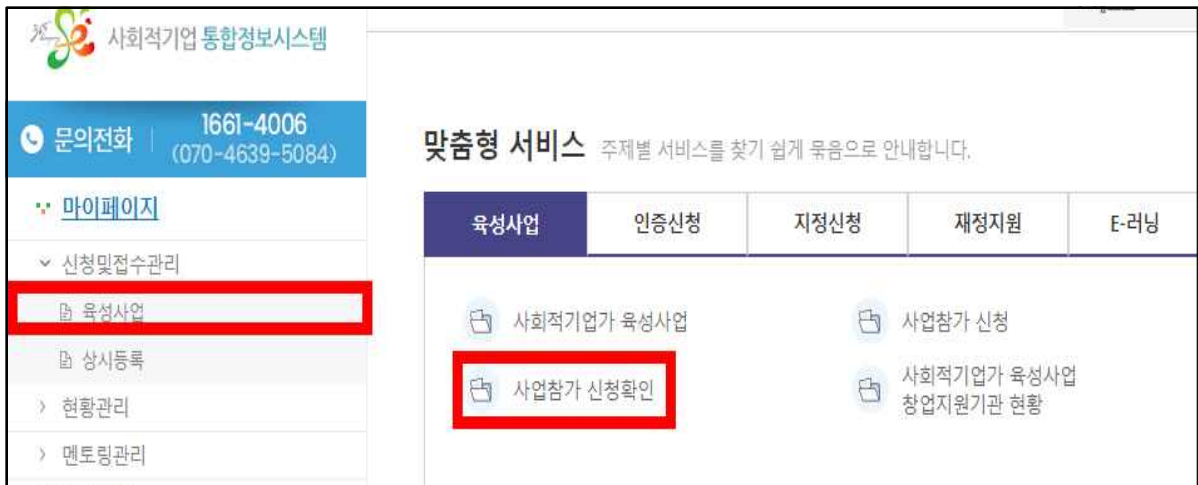 사회적기업 통합정보시스템
문의전화
1661-4006
(070-4639-5084)
마이페이지
신청및접수관리
육성사업
상시등록
현황관리
멘토링관리
맞춤형 서비스 주제별 서비스를 찾기 쉽게 묶음으로 안내합니다.
육성사업 인증신청 지정신청 재정지원 E-러닝
사회적기업가 육성사업
사업참가 신청
사업참가 신청확인
사회적기업가 육성사업
창업지원기관 현황